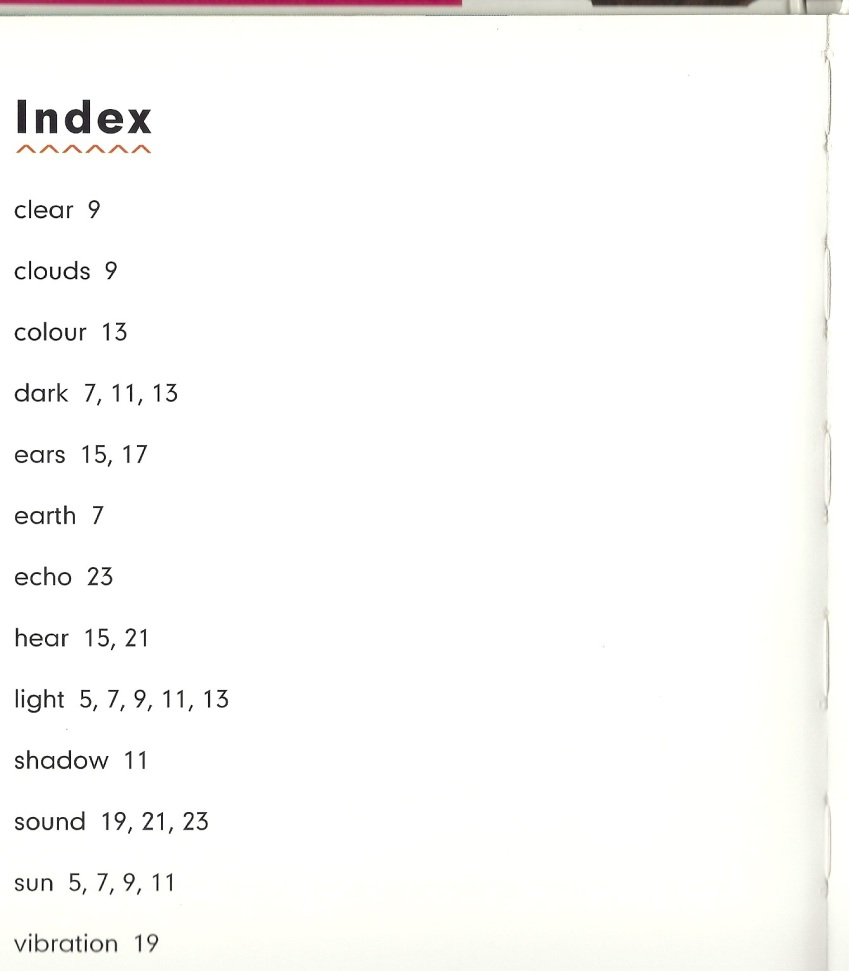 Index
clear 9
clouds 9
colour 13
dark 7, 11, 13
ears 15, 17
earth 7
echo 23
hear 15, 21
light 5, 7, 9, 11, 13
shadow 11
sound 19, 21, 23
sun 5, 7, 9, 11
vibration 19